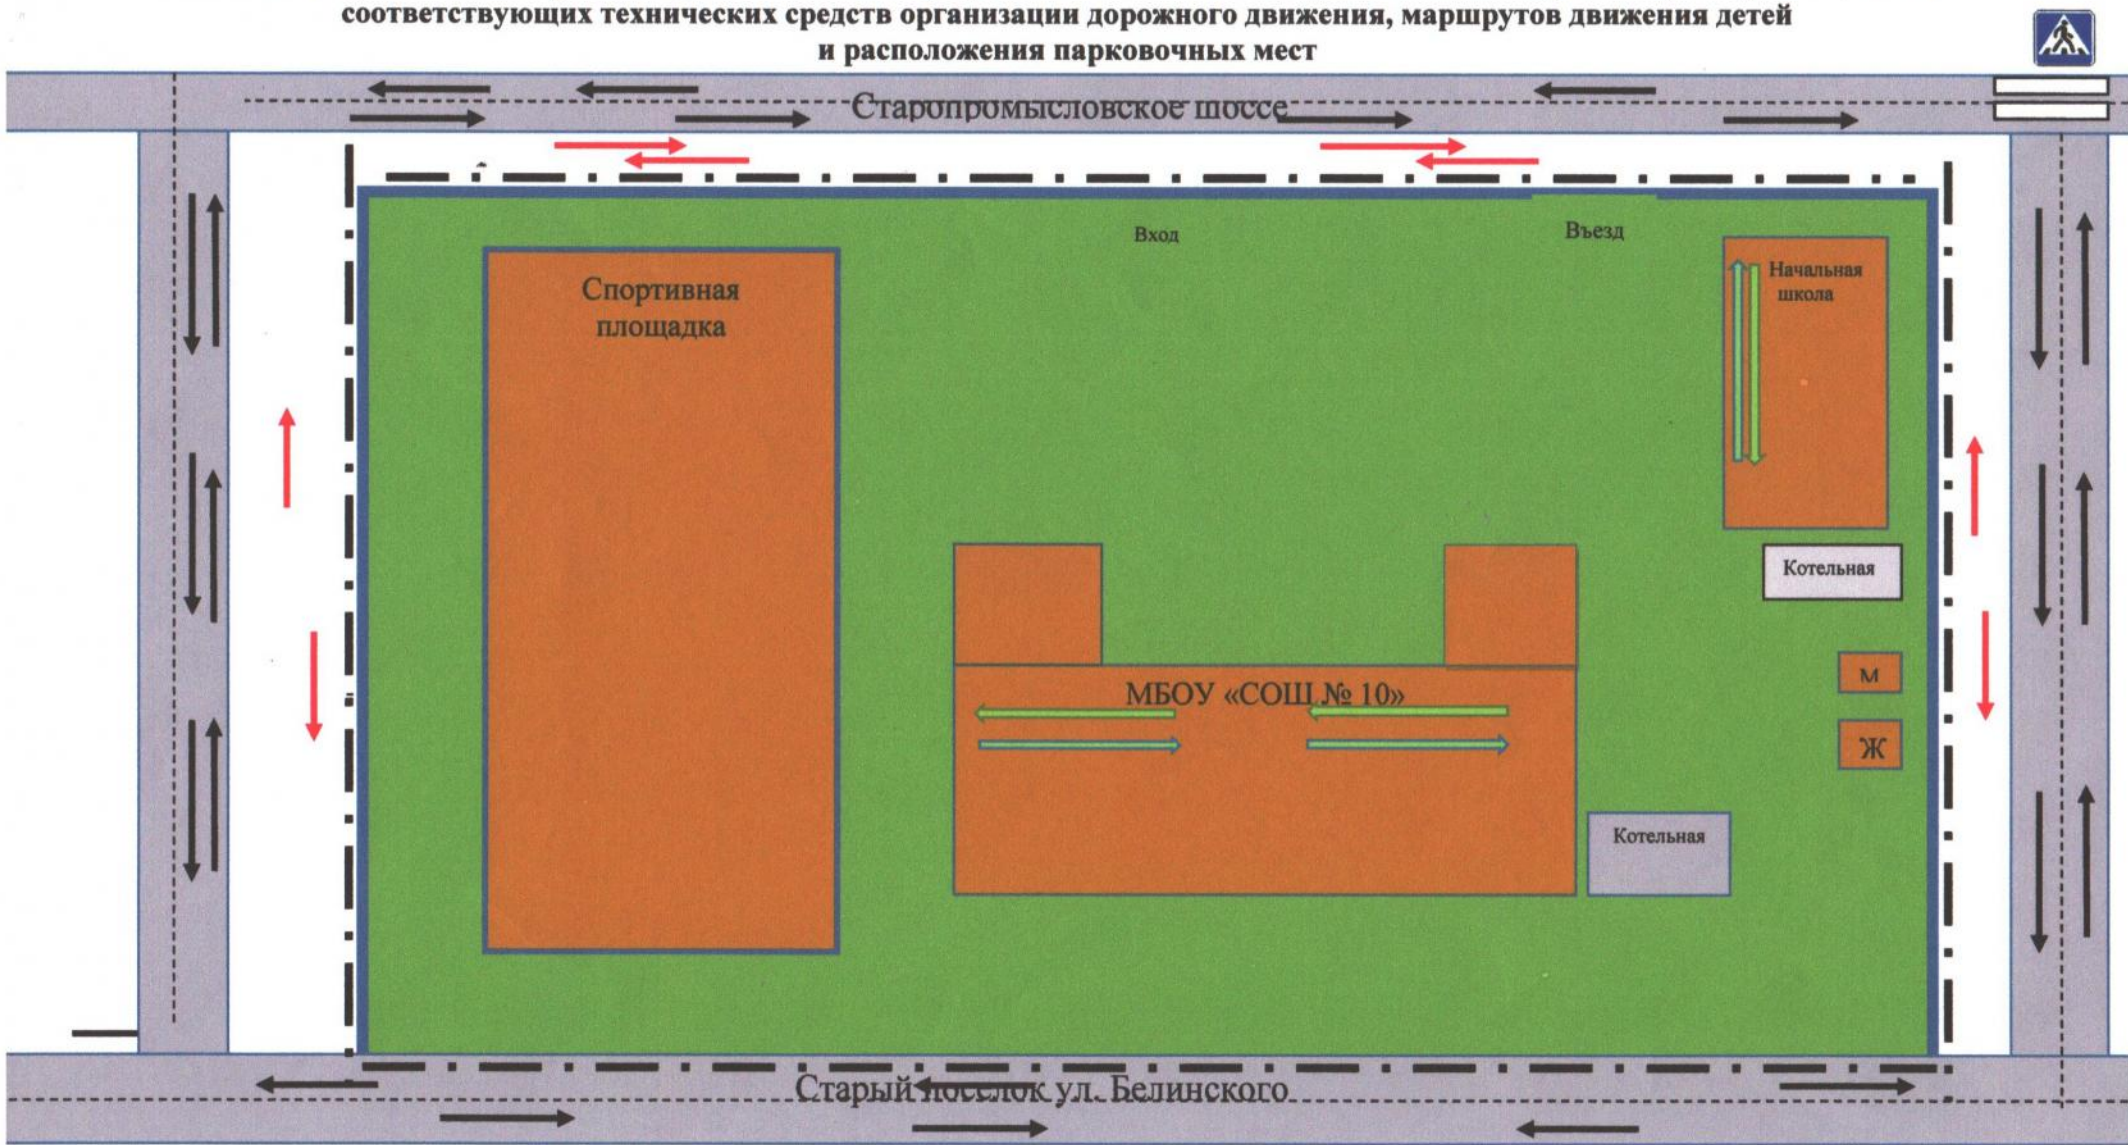 соответствующих технических средств организации дорожного движения, маршрутов движения детей
и расположения парковочных мест
Старопромысловское шоссе
Вход
Въезд
Спортивная
площадка
Начальная
школа
Котельная
М
Ж
МБОУ «СОШ № 10»
Котельная
Старый поселок ул. Белинского